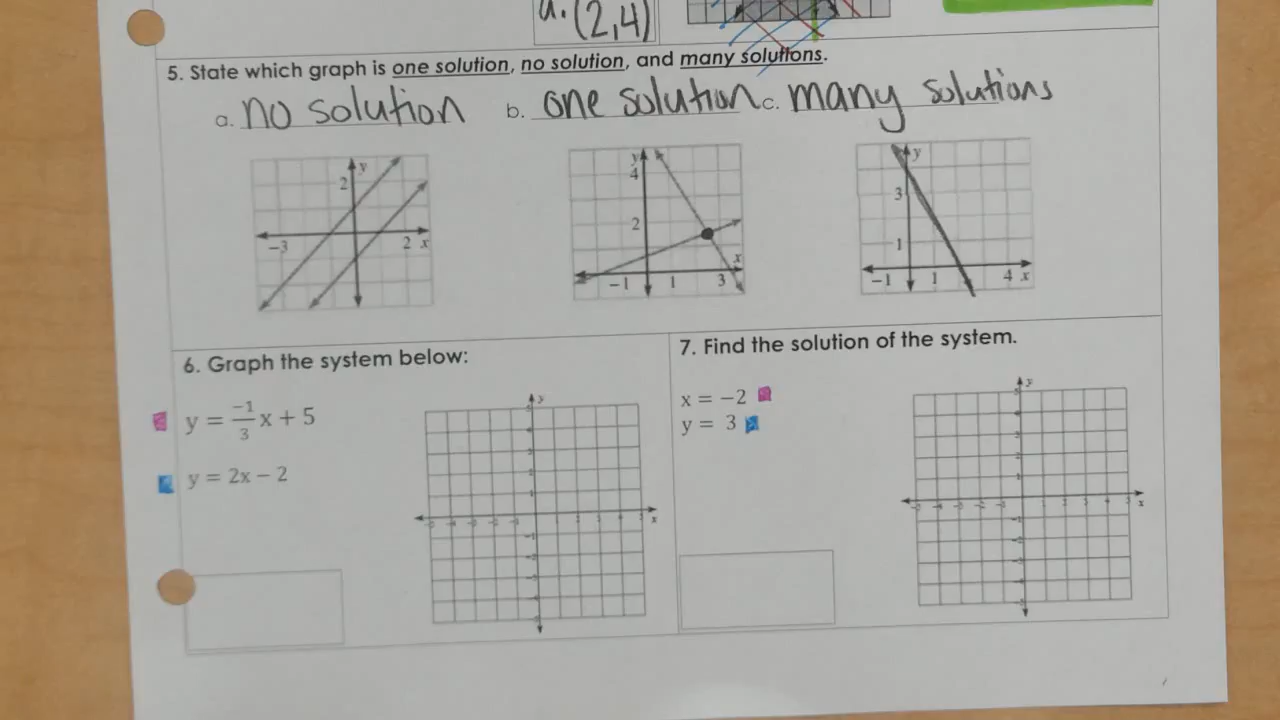 a. (2,4)
5. State which graph is one solution, no solution, and many solutions.
a. no solution b. one solution c. many solutions
y
2
-3
2 x
y
4
2
x
-1 1 3
y
3
1
-1 1 4 x
6. Graph the system below:
y = -1/3 x + 5
y = 2x - 2
y
x
7. Find the solution of the system.
x = -2
y = 3
y
x